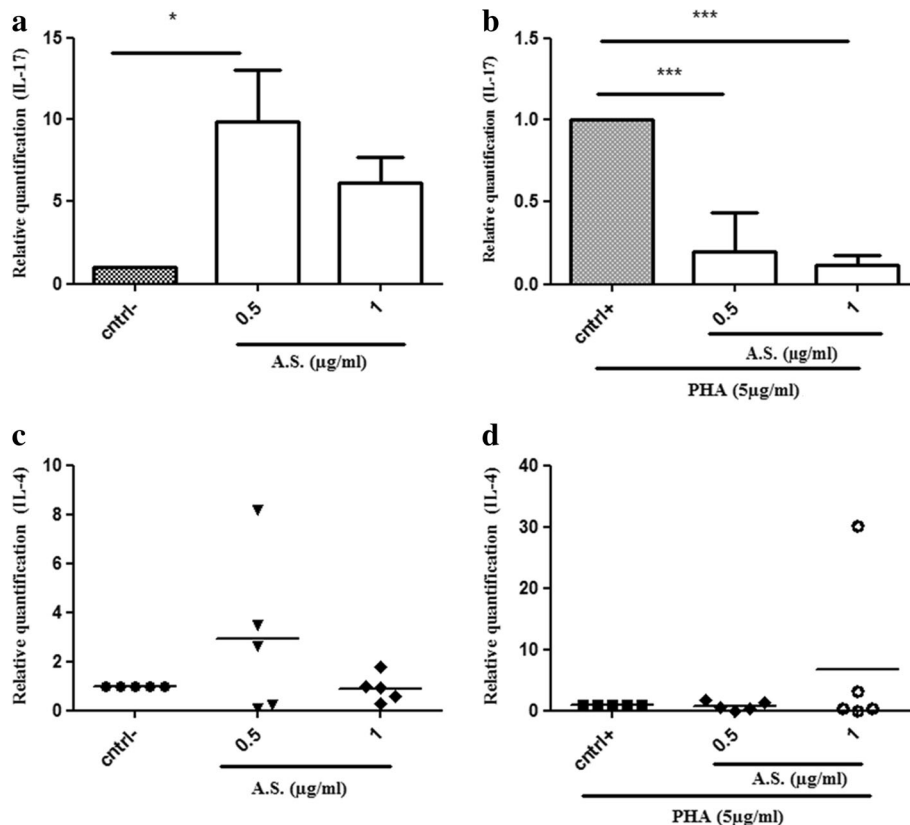 a
*
Relative quantification (IL-17)
15
10
5
0
cntrl-
0.5
1
A.S. (µg/ml)
b
***
***
Relative quantification (IL-17)
1.5
1.0
0.5
0.0
cntrl+
0.5
1
A.S. (µg/ml)
PHA (5µg/ml)
c
Relative quantification (IL-4)
10
8
6
4
2
0
cntrl-
0.5
1
A.S. (µg/ml)
d
Relative quantification (IL-4)
40
30
20
10
0
cntrl+
0.5
1
A.S. (µg/ml)
PHA (5µg/ml)